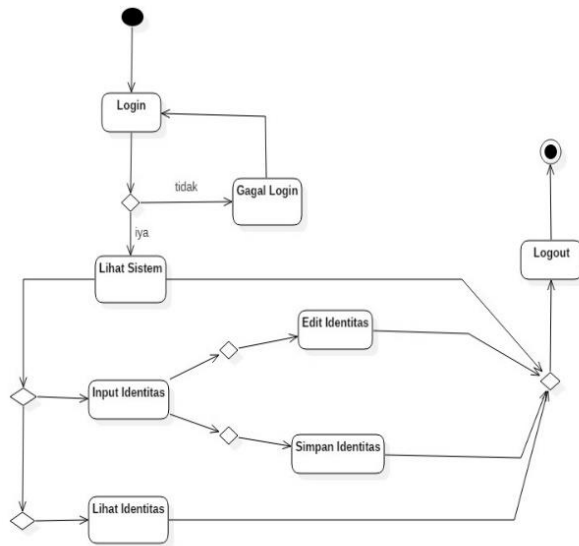 Login
tidak
Gagal Login
iya
Lihat Sistem
Logout
Edit Identitas
Input Identitas
Simpan Identitas
Lihat Identitas